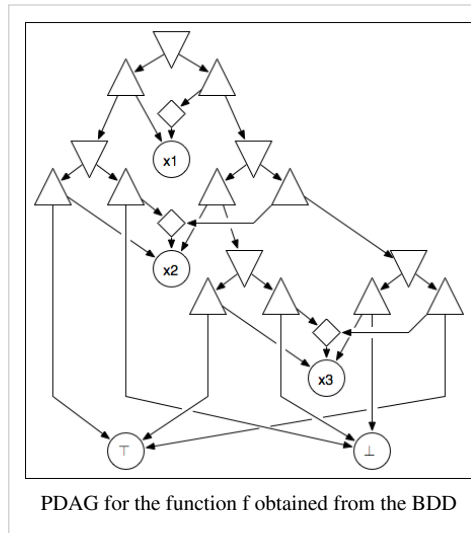 x1
x2
x3
⊤ ⊥
PDAG for the function f obtained from the BDD